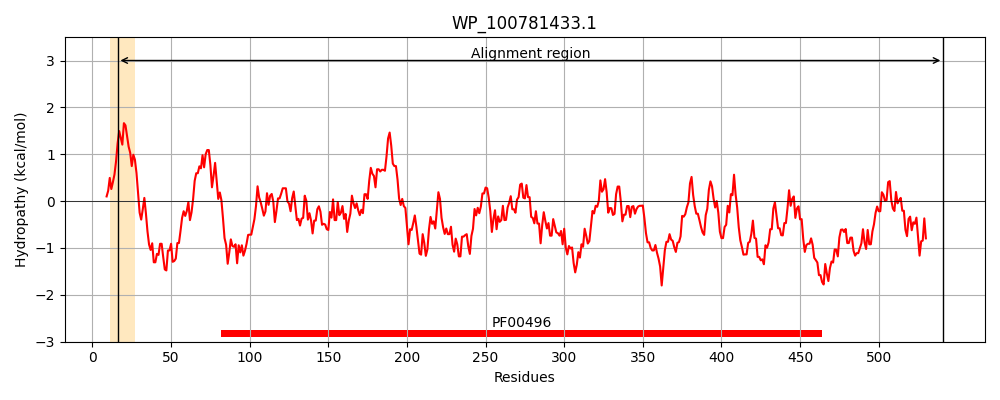 WP_100781433.1
Alignment region
Hydropathy (kcal/mol)
3
2
1
0
−1
−2
−3
PF00496
0 50 100 150 200 250 300 350 400 450 500
Residues